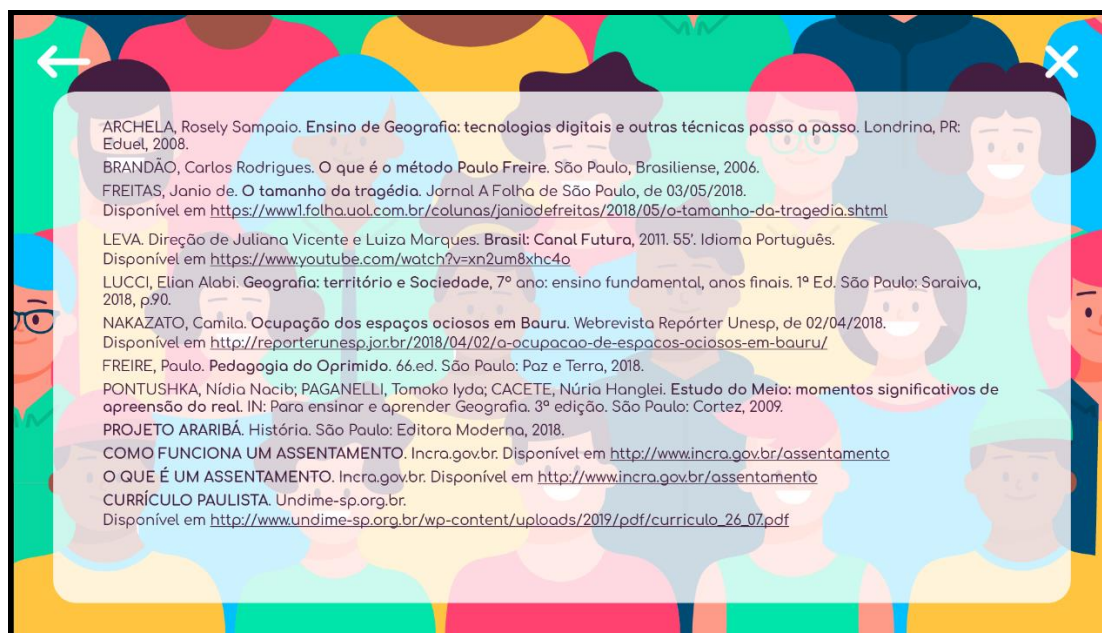 ARCHELA, Rosely Sampaio. Ensino de Geografia: tecnologias digitais e outras técnicas passo a passo. Londrina, PR:
Eduel, 2008.
BRANDÃO, Carlos Rodrigues. O que é o método Paulo Freire. São Paulo, Brasiliense, 2006.
FREITAS, Janio de. O tamanho da tragédia. Jornal A Folha de São Paulo, de 03/05/2018.
Disponível em https://www1.folha.uol.com.br/colunas/janiodefreitas/2018/05/o-tamanho-da-tragedia.shtml
LEVA. Direção de Juliana Vicente e Luiza Marques. Brasil: Canal Futura, 2011. 55'. Idioma Português.
Disponível em https://www.youtube.com/watch?v=xn2um8xhc4o
LUCCI, Elian Alabi. Geografia: território e Sociedade, 7º ano: ensino fundamental, anos finais. 1ª Ed. São Paulo: Saraiva,
2018, p.90.
NAKAZATO, Camila. Ocupação dos espaços ociosos em Bauru. Webrevista Repórter Unesp, de 02/04/2018.
Disponível em http://reporterunesp.jor.br/2018/04/02/a-ocupacao-de-espacos-ociosos-em-bauru/
FREIRE, Paulo. Pedagogia do Oprimido. 66.ed. São Paulo: Paz e Terra, 2018.
PONTUSHKA, Nídia Nacib; PAGANELLI, Tomoko Iyda; CACETE, Núria Hanglei. Estudo do Meio: momentos significativos de
apreensão do real. IN: Para ensinar e aprender Geografia. 3º edição. São Paulo: Cortez, 2009.
PROJETO ARARIBÁ. História. São Paulo: Editora Moderna, 2018.
COMO FUNCIONA UM ASSENTAMENTO. Incra.gov.br. Disponível em http://www.incra.gov.br/assentamento
O QUE É UM ASSENTAMENTO. Incra.gov.br. Disponível em http://www.incra.gov.br/assentamento
CURRÍCULO PAULISTA. Undime-sp.org.br.
Disponível em http://www.undime-sp.org.br/wp-content/uploads/2019/pdf/curriculo_26_07.pdf